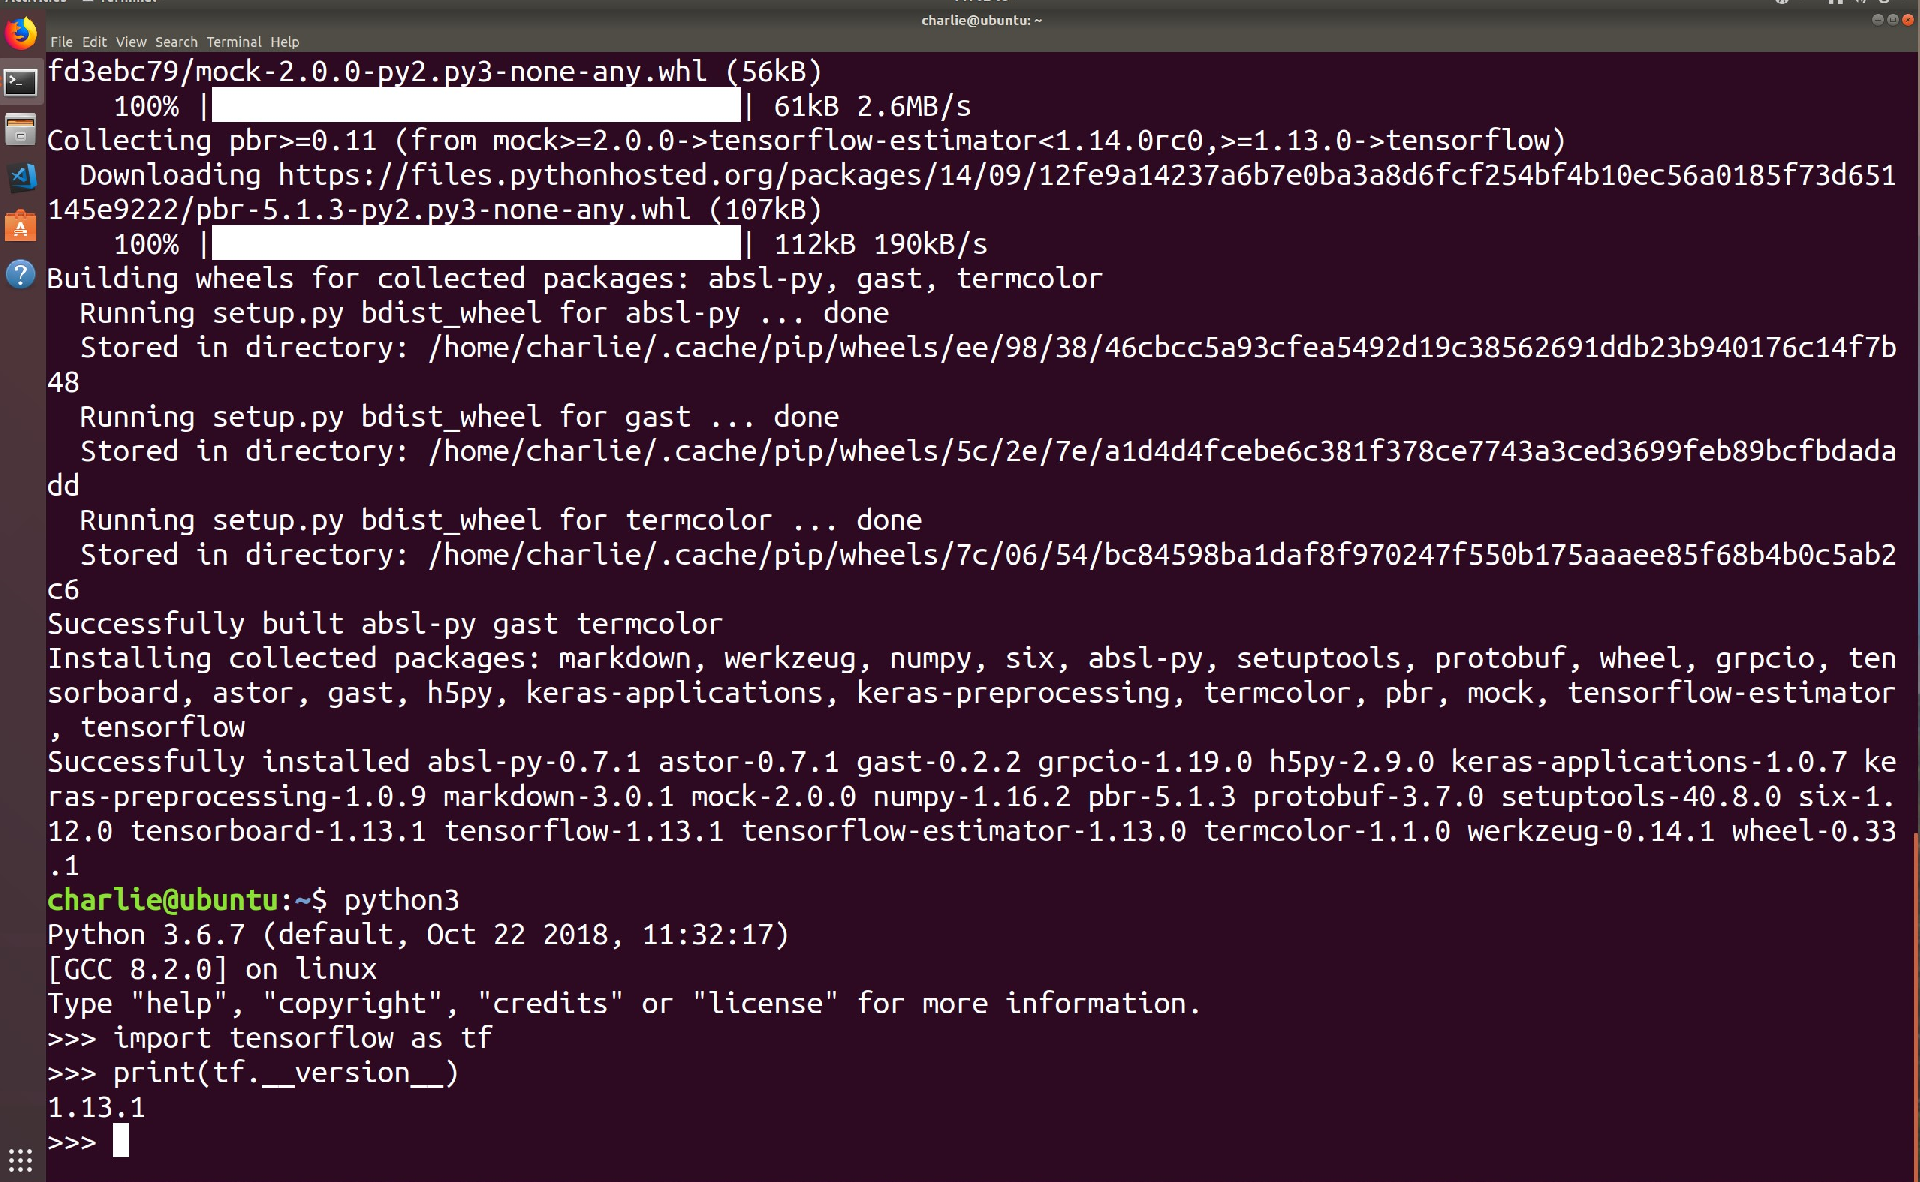 charlie@ubuntu: ~
File Edit View Search Terminal Help
fd3ebc79/mock-2.0.0-py2.py3-none-any.whl (56kB)
100% | | 61kB 2.6MB/s
Collecting pbr>=0.11 (from mock>=2.0.0->tensorflow-estimator<1.14.0rc0,>=1.13.0->tensorflow)
Downloading https://files.pythonhosted.org/packages/14/09/12fe9a14237a6b7e0ba3a8d6fcf254bf4b10ec56a0185f73d651
145e9222/pbr-5.1.3-py2.py3-none-any.whl (107kB)
100% | | 112kB 190kB/s
Building wheels for collected packages: absl-py, gast, termcolor
Running setup.py bdist_wheel for absl-py ... done
Stored in directory: /home/charlie/.cache/pip/wheels/ee/98/38/46cbcc5a93cfea5492d19c38562691ddb23b940176c14f7b
48
Running setup.py bdist_wheel for gast ... done
Stored in directory: /home/charlie/.cache/pip/wheels/5c/2e/7e/a1d4d4fcebe6c381f378ce7743a3ced3699feb89bcfbdada
dd
Running setup.py bdist_wheel for termcolor ... done
Stored in directory: /home/charlie/.cache/pip/wheels/7c/06/54/bc84598ba1daf8f970247f550b175aaaee85f68b4b0c5ab2
c6
Successfully built absl-py gast termcolor
Installing collected packages: markdown, werkzeug, numpy, six, absl-py, setuptools, protobuf, wheel, grpcio, ten
sorboard, astor, gast, h5py, keras-applications, keras-preprocessing, termcolor, pbr, mock, tensorflow-estimator
, tensorflow
Successfully installed absl-py-0.7.1 astor-0.7.1 gast-0.2.2 grpcio-1.19.0 h5py-2.9.0 keras-applications-1.0.7 ke
ras-preprocessing-1.0.9 markdown-3.0.1 mock-2.0.0 numpy-1.16.2 pbr-5.1.3 protobuf-3.7.0 setuptools-40.8.0 six-1.
12.0 tensorboard-1.13.1 tensorflow-1.13.1 tensorflow-estimator-1.13.0 termcolor-1.1.0 werkzeug-0.14.1 wheel-0.33
.1
charlie@ubuntu:~$ python3
Python 3.6.7 (default, Oct 22 2018, 11:32:17)
[GCC 8.2.0] on linux
Type "help", "copyright", "credits" or "license" for more information.
>>> import tensorflow as tf
>>> print(tf.__version__)
1.13.1
>>>